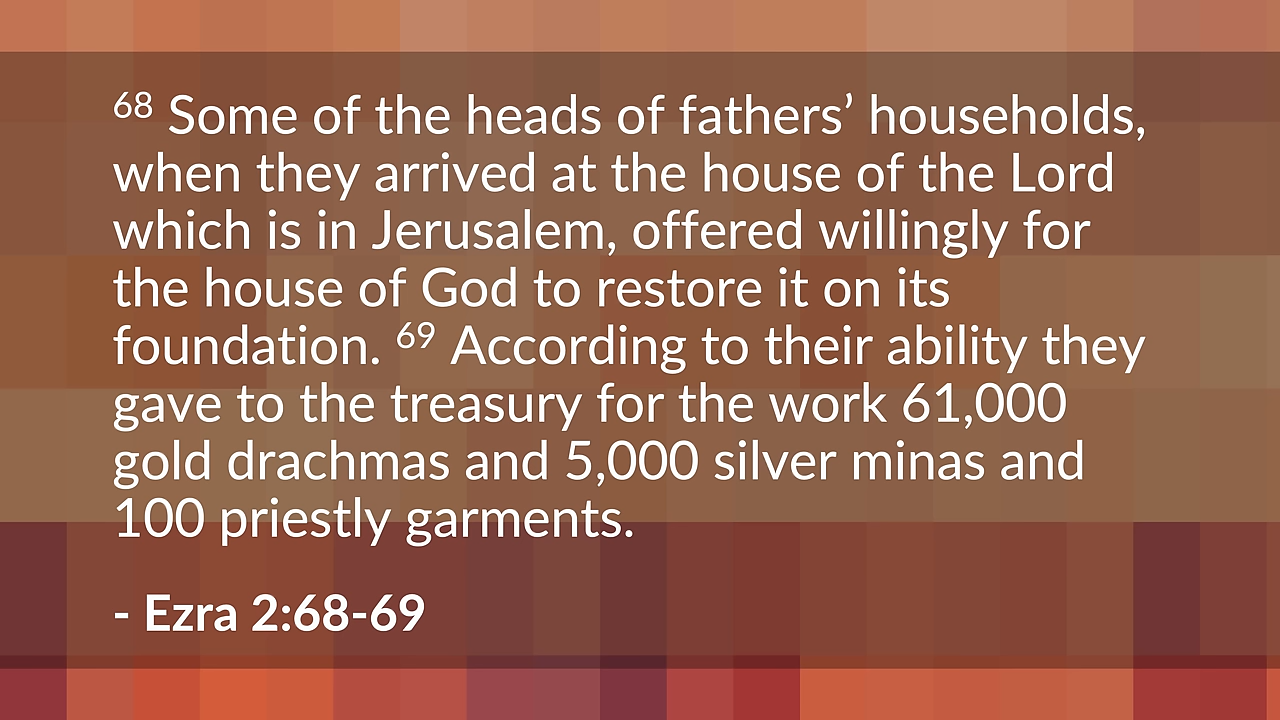 68 Some of the heads of fathers’ households,
when they arrived at the house of the Lord
which is in Jerusalem, offered willingly for
the house of God to restore it on its
foundation. 69 According to their ability they
gave to the treasury for the work 61,000
gold drachmas and 5,000 silver minas and
100 priestly garments.
- Ezra 2:68-69